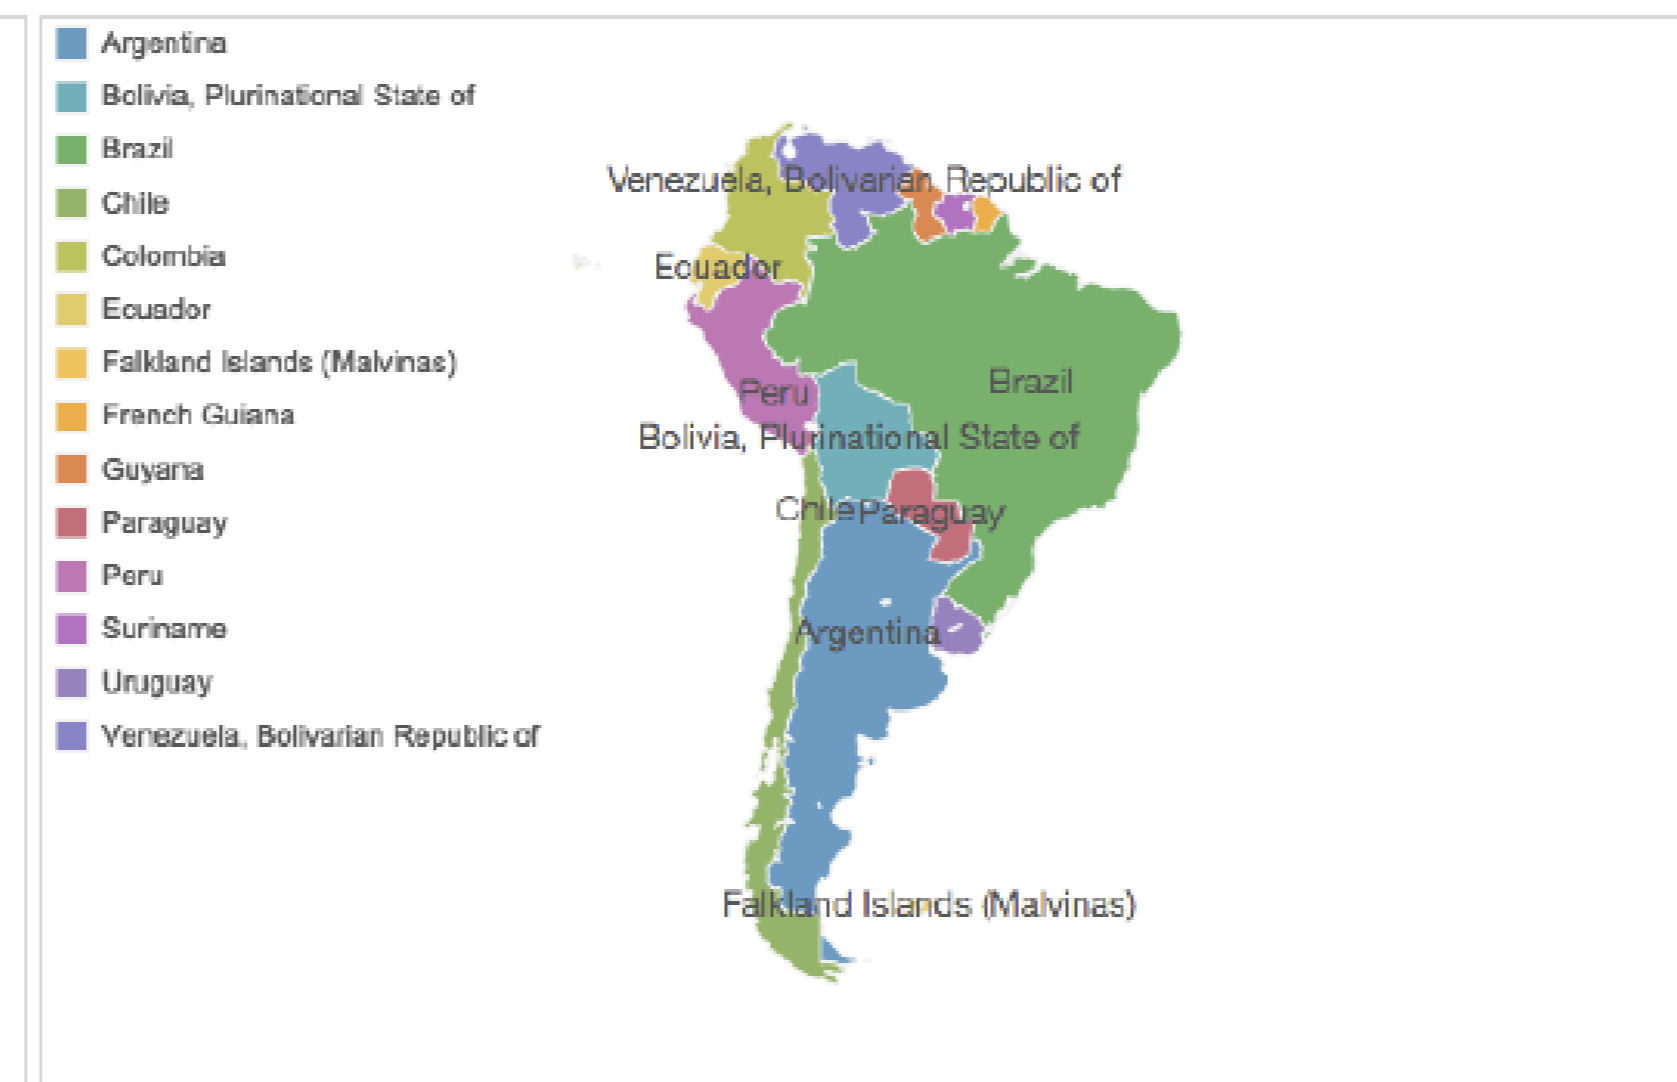 Argentina
Bolivia, Plurinational State of
Brazil
Chile
Colombia
Ecuador
Falkland Islands (Malvinas)
French Guiana
Guyana
Paraguay
Peru
Suriname
Uruguay
Venezuela, Bolivarian Republic of
Venezuela, Bolivarian Republic of
Ecuador
Brazil
Peru
Bolivia, Plurinational State of
Chile
Paraguay
Argentina
Falkland Islands (Malvinas)